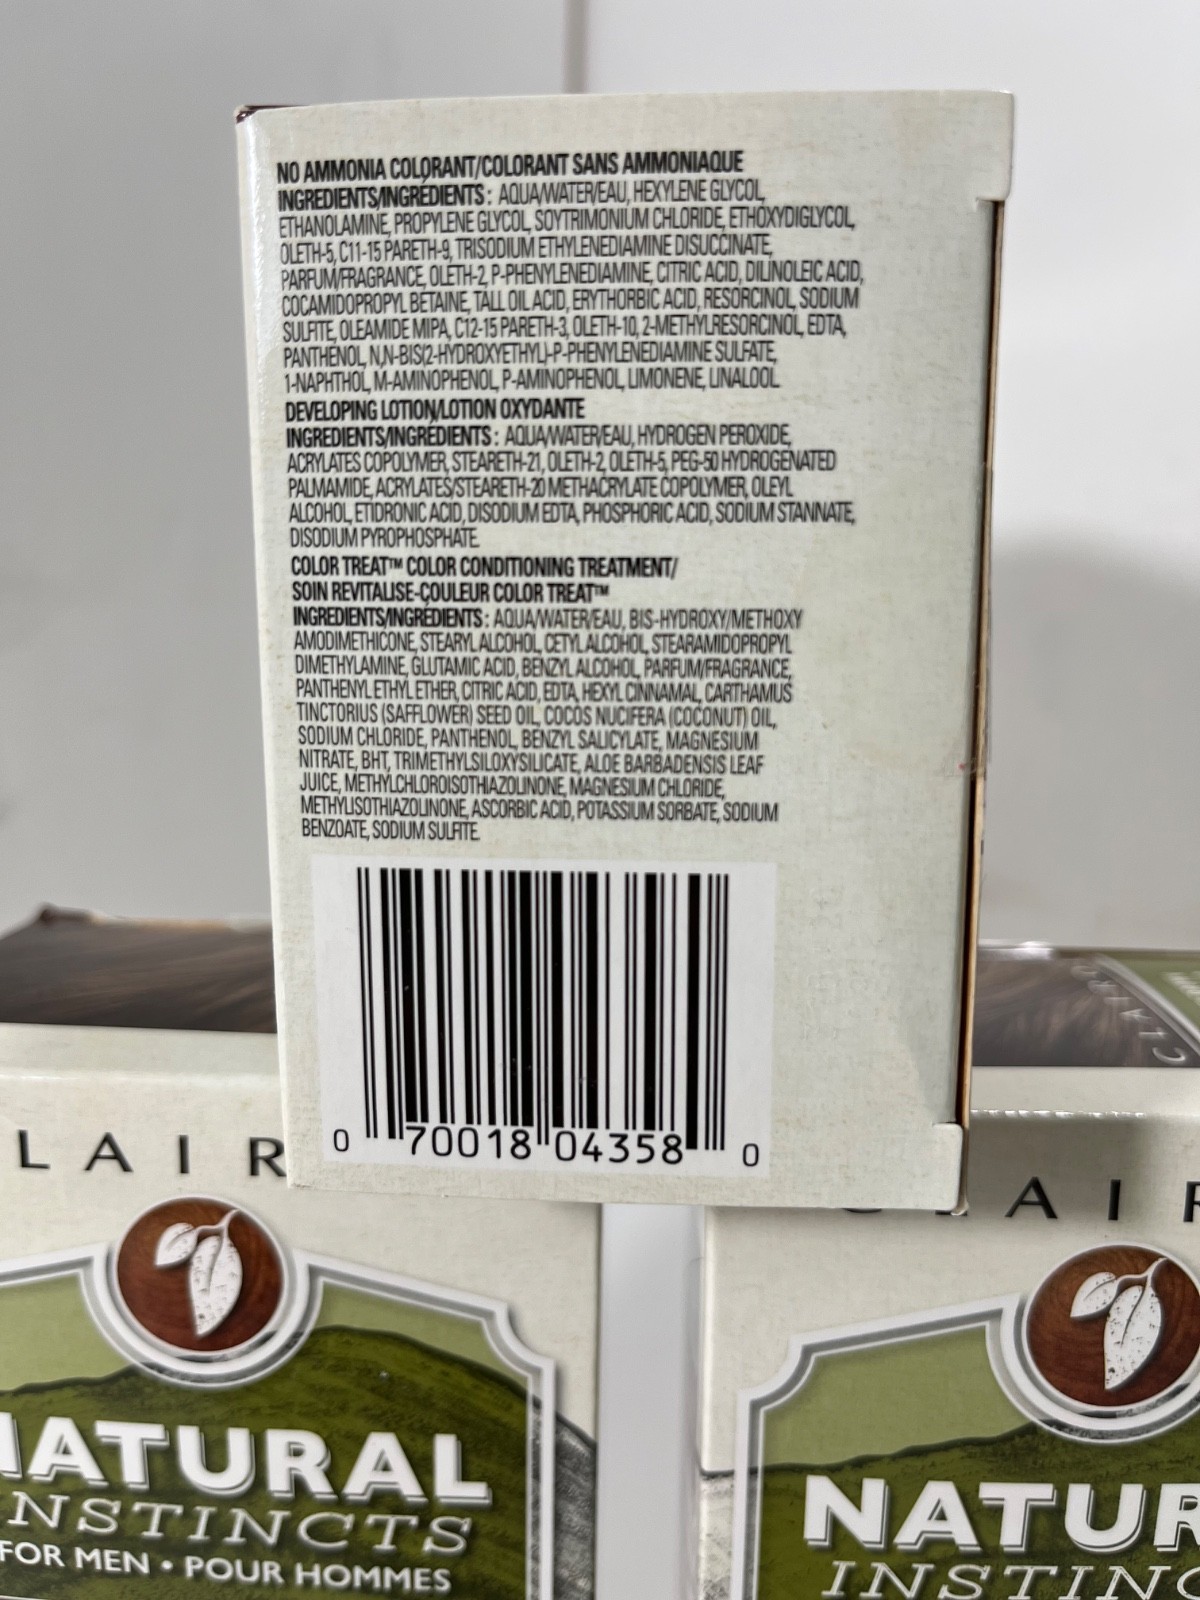 NO AMMONIA COLORANT/COLORANT SANS AMMONIAQUE
INGREDIENTS/INGRÉDIENTS : AQUA/WATER/EAU, HEXYLENE GLYCOL,
ETHANOLAMINE, PROPYLENE GLYCOL, SOYTRIMONIUM CHLORIDE, ETHOXYDIGLYCOL,
OLETH-5, C11-15 PARETH-9, TRISODIUM ETHYLENEDIAMINE DISUCCINATE,
PARFUM/FRAGRANCE, OLETH-2, P-PHENYLENEDIAMINE, CITRIC ACID, DILINOLEIC ACID,
COCAMIDOPROPYL BETAINE, TALL OIL ACID, ERYTHORBIC ACID, RESORCINOL, SODIUM
SULFITE, OLEAMIDE MIPA, C12-15 PARETH-3, OLETH-10, 2-METHYLRESORCINOL, EDTA,
PANTHENOL, N,N-BIS(2-HYDROXYETHYL)-P-PHENYLENEDIAMINE SULFATE,
1-NAPHTHOL, M-AMINOPHENOL, P-AMINOPHENOL, LIMONENE, LINALOOL.
DEVELOPING LOTION/LOTION OXYDANTE
INGREDIENTS/INGRÉDIENTS : AQUA/WATER/EAU, HYDROGEN PEROXIDE,
ACRYLATES COPOLYMER, STEARETH-21, OLETH-2, OLETH-5, PEG-50 HYDROGENATED
PALMAMIDE, ACRYLATES/STEARETH-20 METHACRYLATE COPOLYMER, OLEYL
ALCOHOL, ETIDRONIC ACID, DISODIUM EDTA, PHOSPHORIC ACID, SODIUM STANNATE,
DISODIUM PYROPHOSPHATE.
COLOR TREAT™ COLOR CONDITIONING TREATMENT/
SOIN REVITALISE-COULEUR COLOR TREAT™
INGREDIENTS/INGRÉDIENTS : AQUA/WATER/EAU, BIS-HYDROXY/METHOXY
AMODIMETHICONE, STEARYL ALCOHOL, CETYL ALCOHOL, STEARAMIDOPROPYL
DIMETHYLAMINE, GLUTAMIC ACID, BENZYL ALCOHOL, PARFUM/FRAGRANCE,
PANTHENYL ETHYL ETHER, CITRIC ACID, EDTA, HEXYL CINNAMAL, CARTHAMUS
TINCTORIUS (SAFFLOWER) SEED OIL, COCOS NUCIFERA (COCONUT) OIL,
SODIUM CHLORIDE, PANTHENOL, BENZYL SALICYLATE, MAGNESIUM
NITRATE, BHT, TRIMETHYLSILOXYSILICATE, ALOE BARBADENSIS LEAF
JUICE, METHYLCHLOROISOTHIAZOLINONE, MAGNESIUM CHLORIDE,
METHYLISOTHIAZOLINONE, ASCORBIC ACID, POTASSIUM SORBATE, SODIUM
BENZOATE, SODIUM SULFITE.
0 70018 04358 0
LAIR
NATURAL
INSTINCTS
FOR MEN • POUR HOMMES
CLAIR
AIR
NATUR
INSTINC